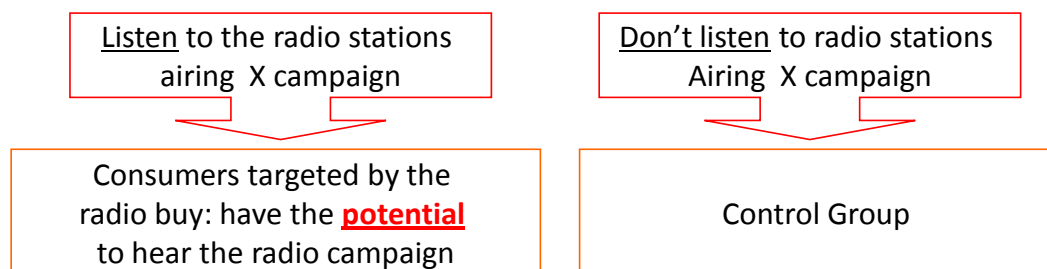 Listen to the radio stations
airing X campaign
Don’t listen to radio stations
Airing X campaign
Consumers targeted by the
radio buy: have the potential
to hear the radio campaign
Control Group